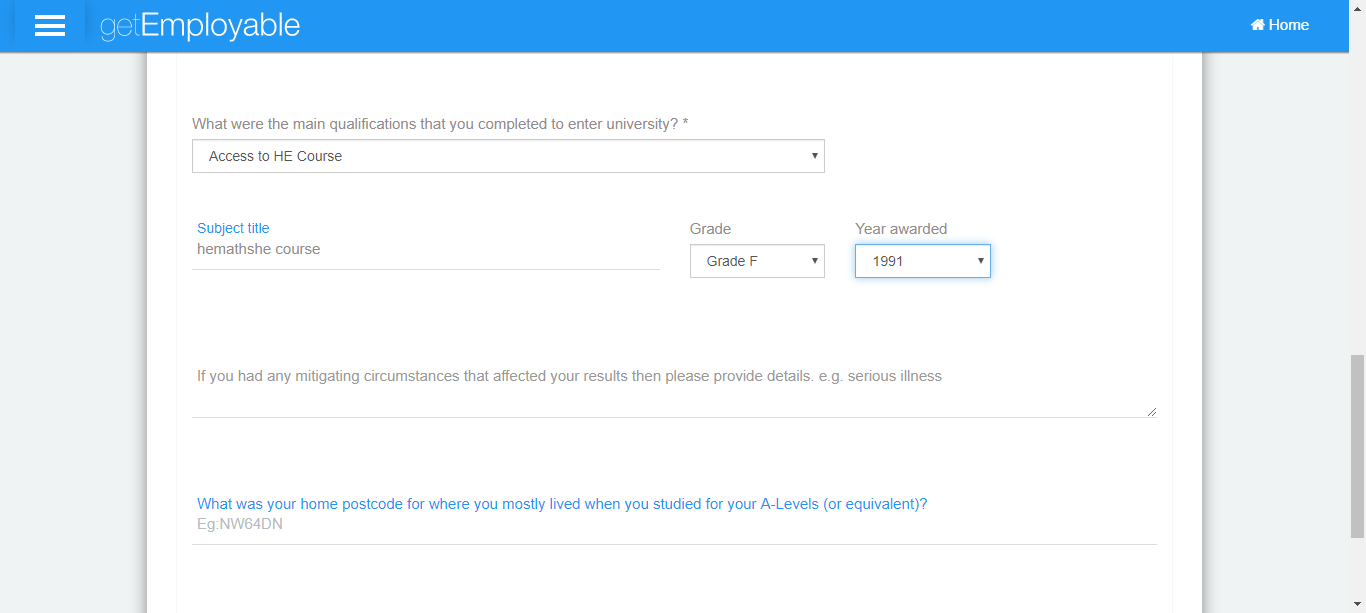 getEmployable
Home
What were the main qualifications that you completed to enter university? *
Access to HE Course
Subject title
hemathshe course
Grade
Grade F
Year awarded
1991
If you had any mitigating circumstances that affected your results then please provide details. e.g. serious illness
What was your home postcode for where you mostly lived when you studied for your A-Levels (or equivalent)?
Eg:NW64DN